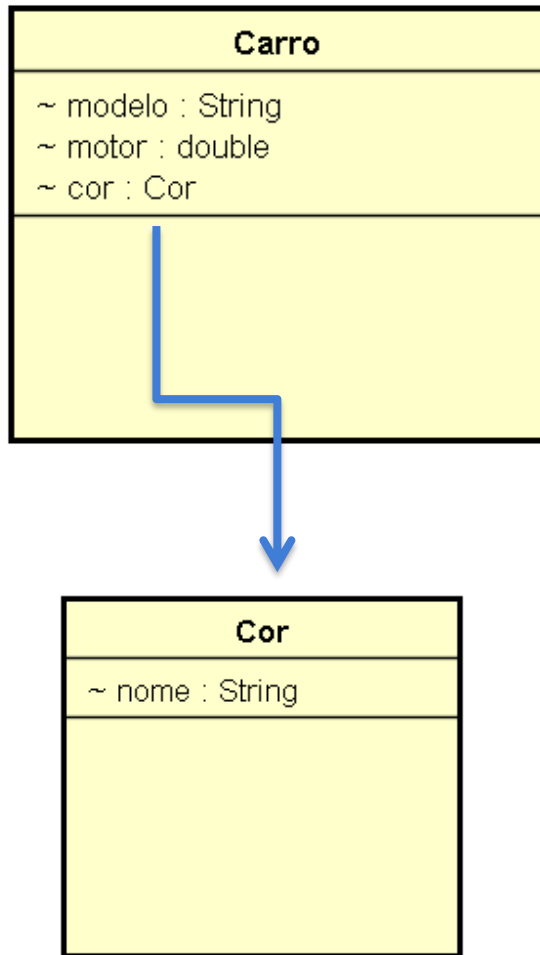 Carro
~ modelo : String
~ motor : double
~ cor : Cor
Cor
~ nome : String